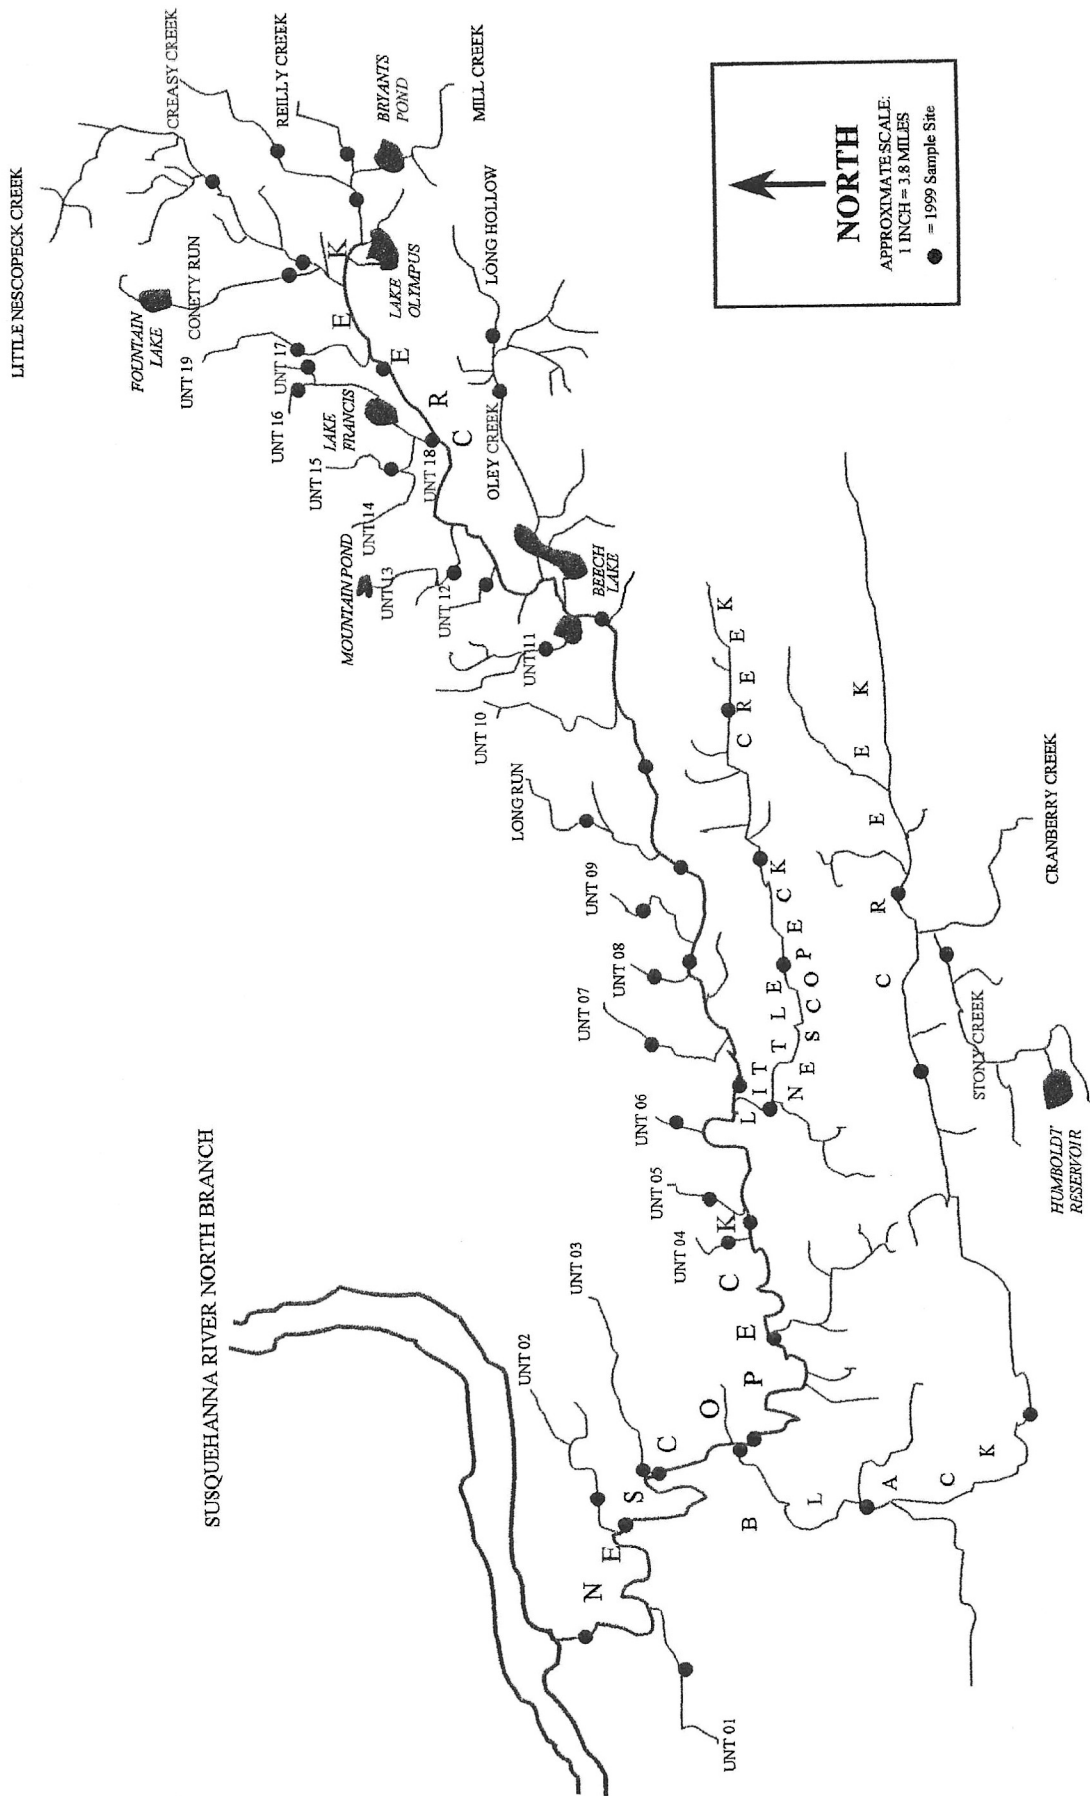 LITTLE NESCOPECK CREEK
CREASY CREEK
REILLY CREEK
BRYANTS
POND
MILL CREEK
FOUNTAIN
LAKE
CONETY RUN
LAKE
OLYMPUS
LONG HOLLOW
UNT 19
UNT 17
UNT 16
LAKE
FRANCIS
UNT 15
UNT 18
UNT 14
OLEY CREEK
MOUNTAIN POND
UNT 13
UNT 12
BEECH
LAKE
UNT 11
UNT 10
LONG RUN
UNT 09
UNT 08
UNT 07
UNT 06
UNT 05
UNT 04
UNT 03
UNT 02
UNT 01
SUSQUEHANNA RIVER NORTH BRANCH
NESCOPECK CREEK
LITTLE
NESCOPECK CREEK
BLACK CREEK
STONY CREEK
CRANBERRY CREEK
HUMBOLDT
RESERVOIR
NORTH
APPROXIMATE SCALE:
1 INCH = 3.8 MILES
= 1999 Sample Site